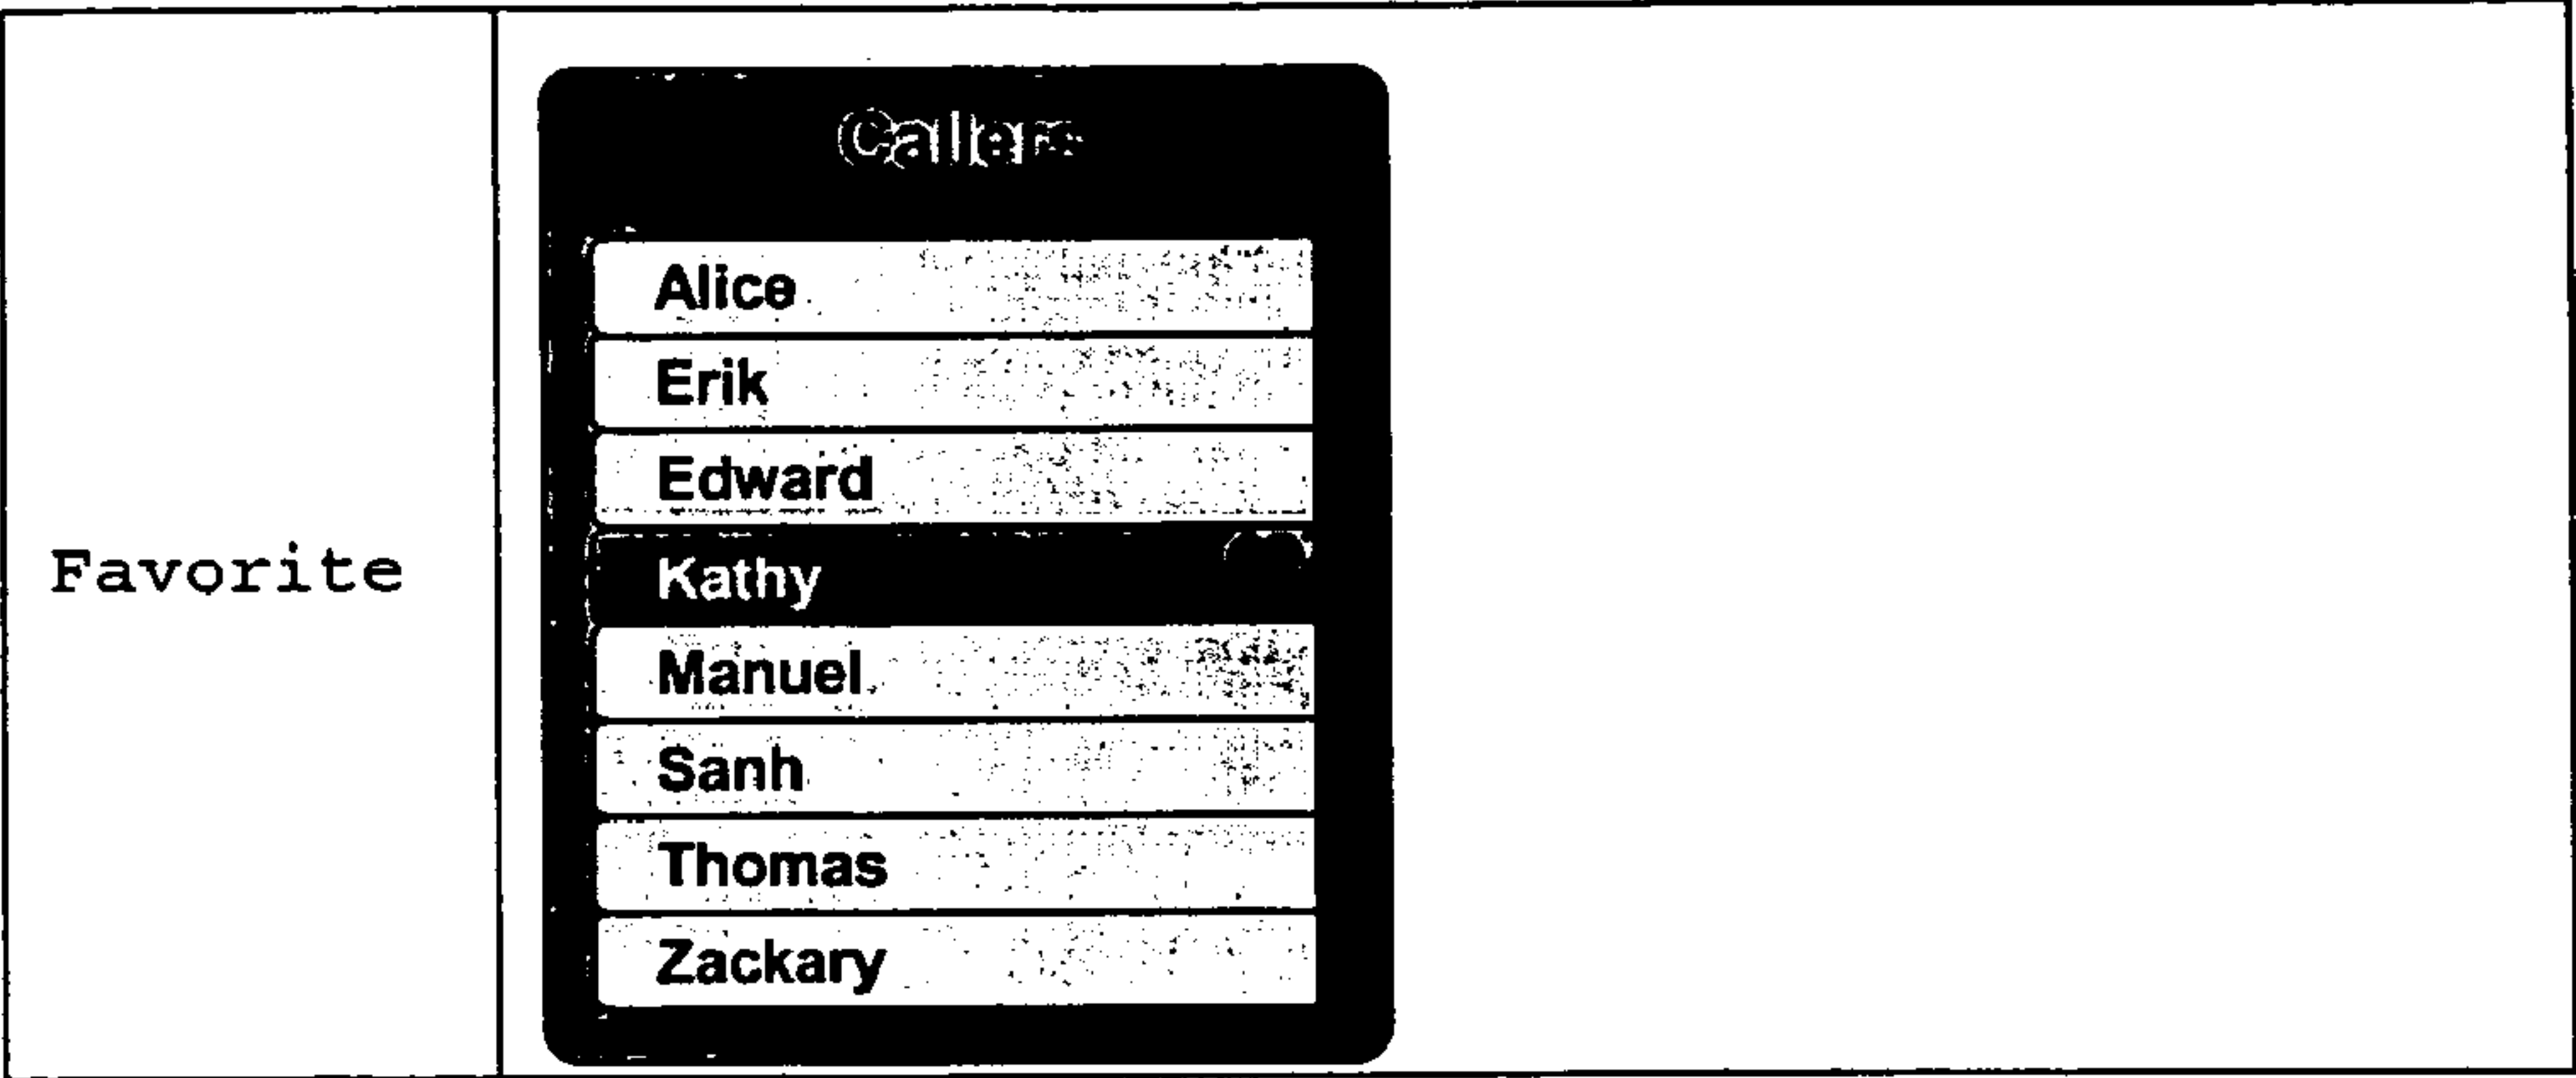 Callers
Alice
Erik
Edward
Favorite
Kathy
Manuel
Sanh
Thomas
Zackary